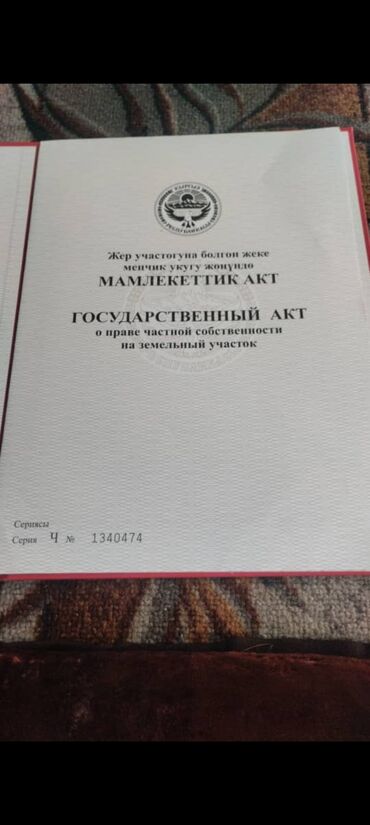 Жер участогуна болгон жеке
менчик укугу жөнүндө
МАМЛЕКЕТТИК АКТ
ГОСУДАРСТВЕННЫЙ АКТ
о праве частной собственности
на земельный участок
Сериясы
Серия Ч № 1340474